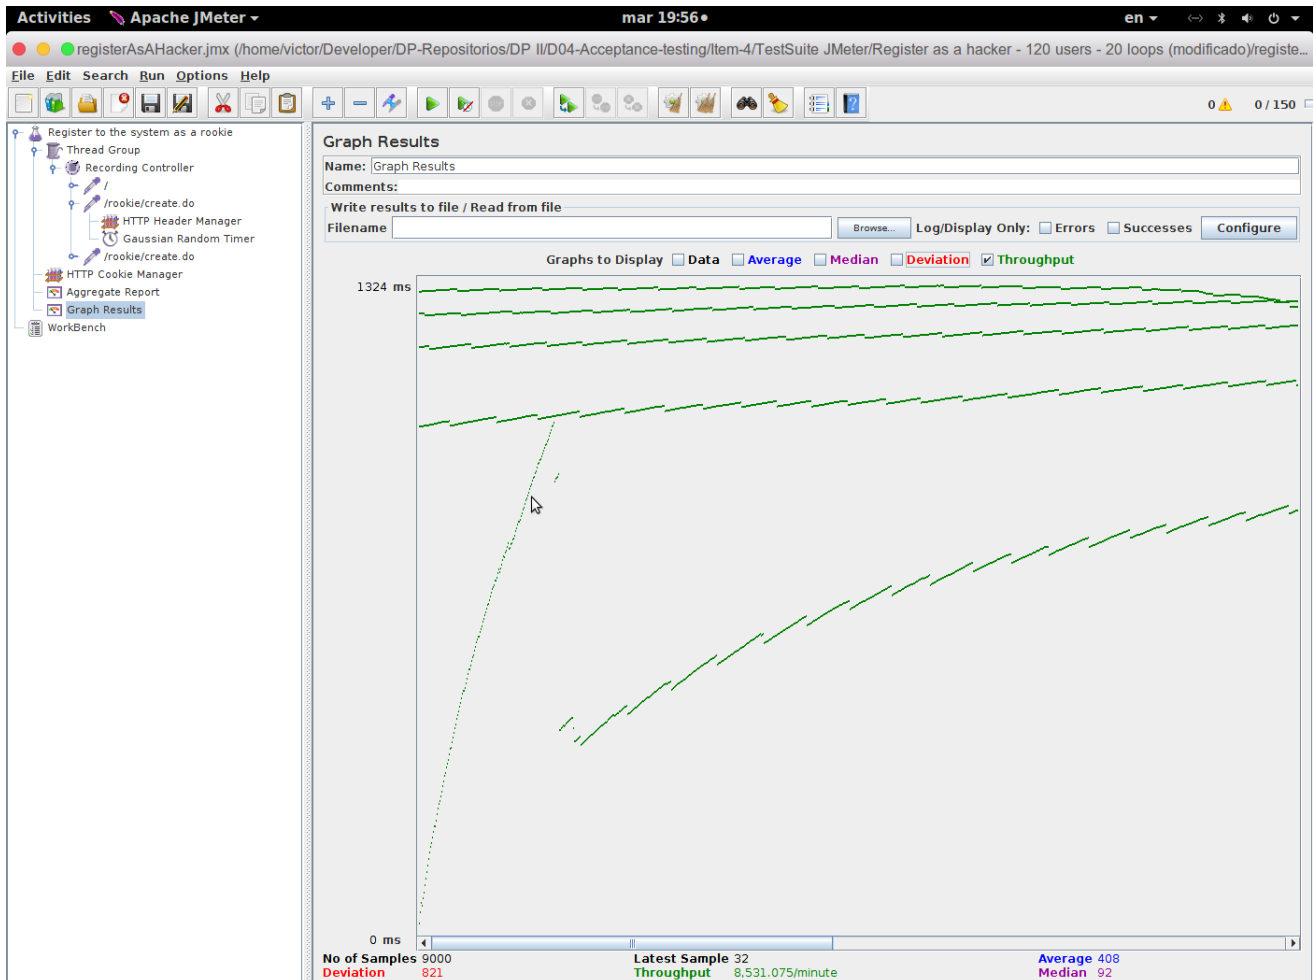 Activities Apache JMeter mar 19:56 en
registerAsAHacker.jmx (/home/victor/Developer/DP-Repositorios/DP II/D04-Acceptance-testing/Item-4/TestSuite JMeter/Register as a hacker - 120 users - 20 loops (modificado)/registe...
File Edit Search Run Options Help
0 0 / 150
Register to the system as a rookie
Thread Group
Recording Controller
/
/rookie/create.do
HTTP Header Manager
Gaussian Random Timer
/rookie/create.do
HTTP Cookie Manager
Aggregate Report
Graph Results
WorkBench
Graph Results
Name: Graph Results
Comments:
Write results to file / Read from file
Filename Browse... Log/Display Only: Errors Successes Configure
Graphs to Display Data Average Median Deviation Throughput
1324 ms
0 ms
No of Samples 9000 Latest Sample 32 Average 408
Deviation 821 Throughput 8,531.075/minute Median 92